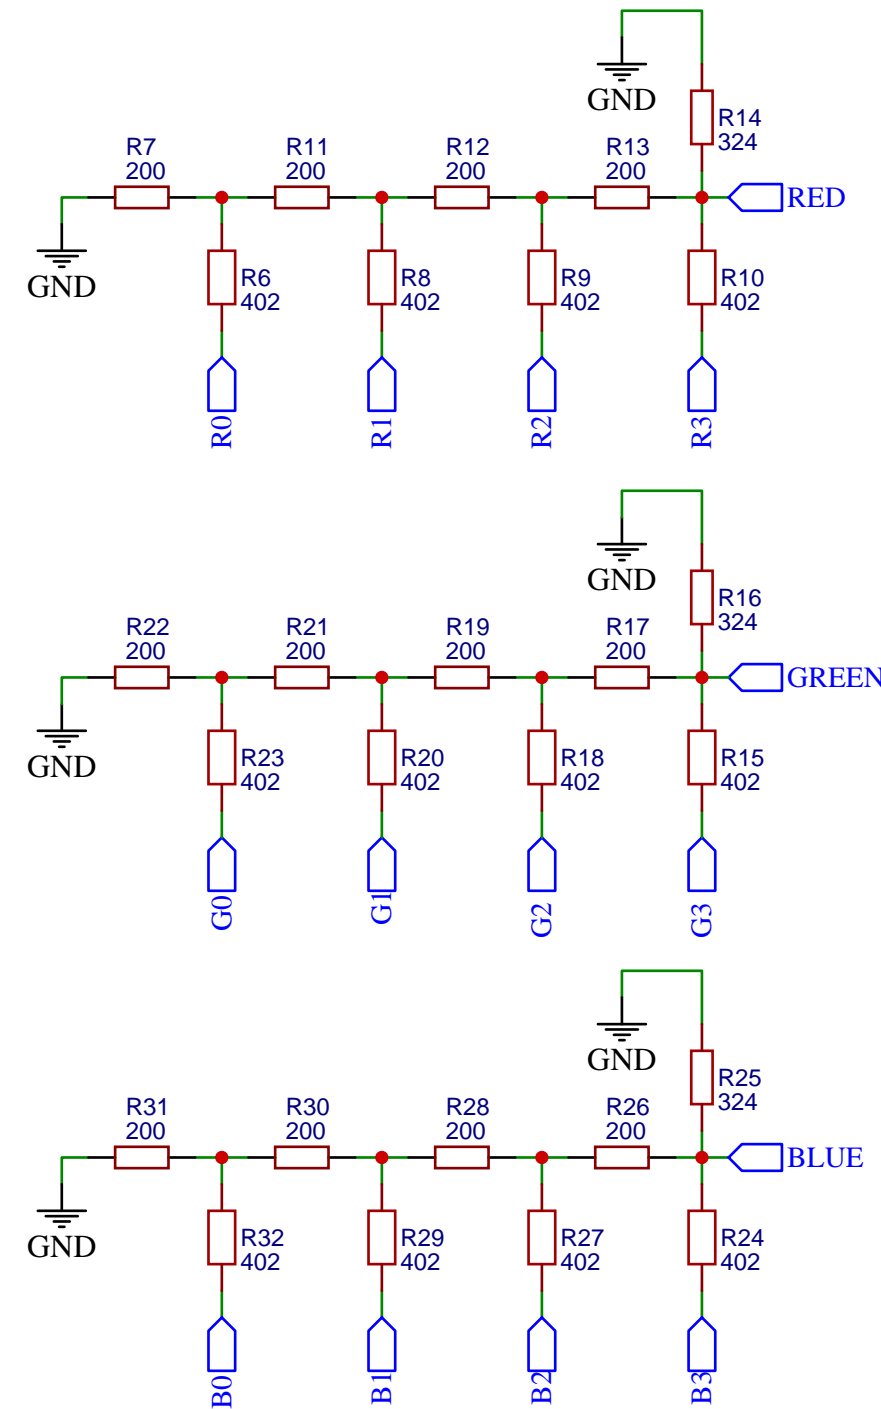 GND
R14
324
R7
200
R11
200
R12
200
R13
200
RED
GND
R6
402
R8
402
R9
402
R10
402
R0
R1
R2
R3
GND
R16
324
R22
200
R21
200
R19
200
R17
200
GREEN
GND
R23
402
R20
402
R18
402
R15
402
G0
G1
G2
G3
GND
R25
324
R31
200
R30
200
R28
200
R26
200
BLUE
GND
R32
402
R29
402
R27
402
R24
402
B0
B1
B2
B3